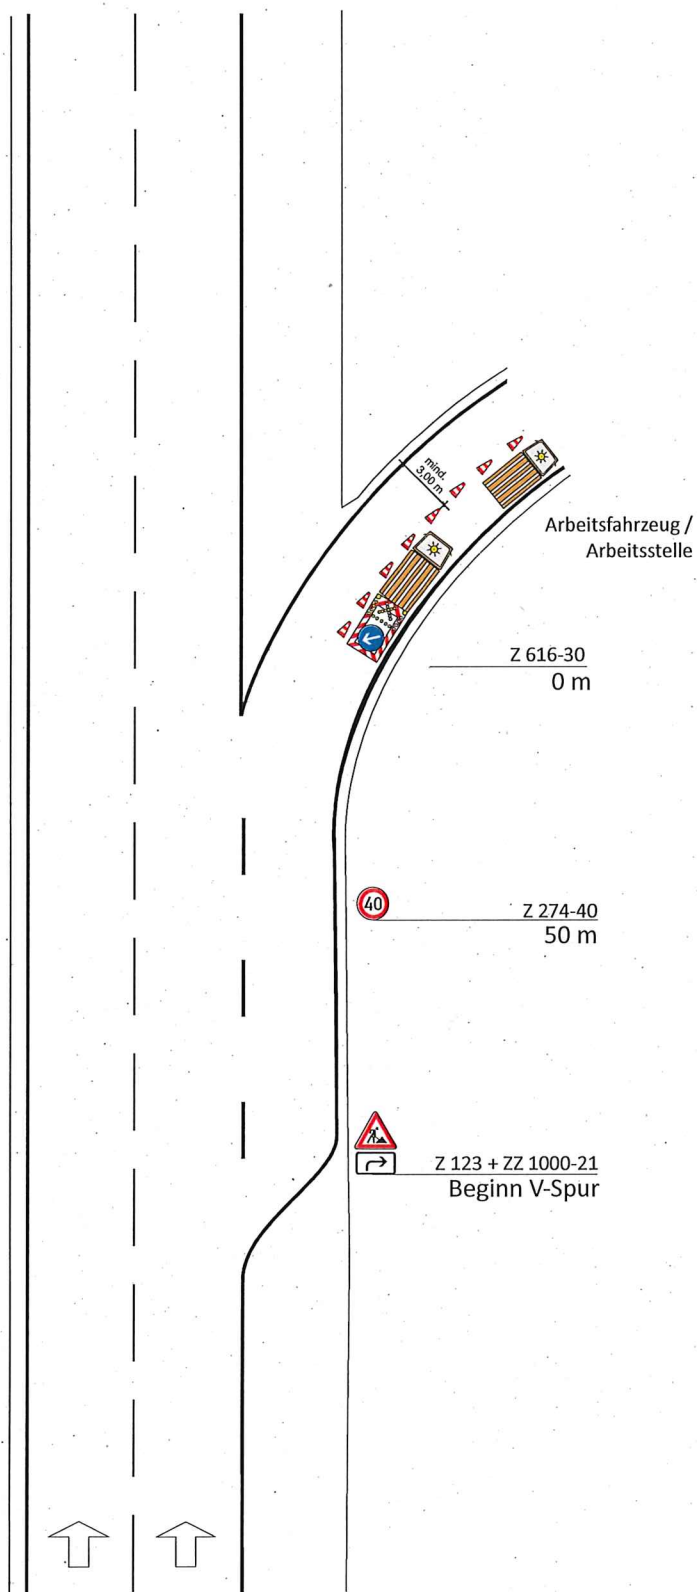 mind.
3,00 m
Arbeitsfahrzeug /
Arbeitsstelle
Z 616-30
0 m
40
Z 274-40
50 m
Z 123 + ZZ 1000-21
Beginn V-Spur